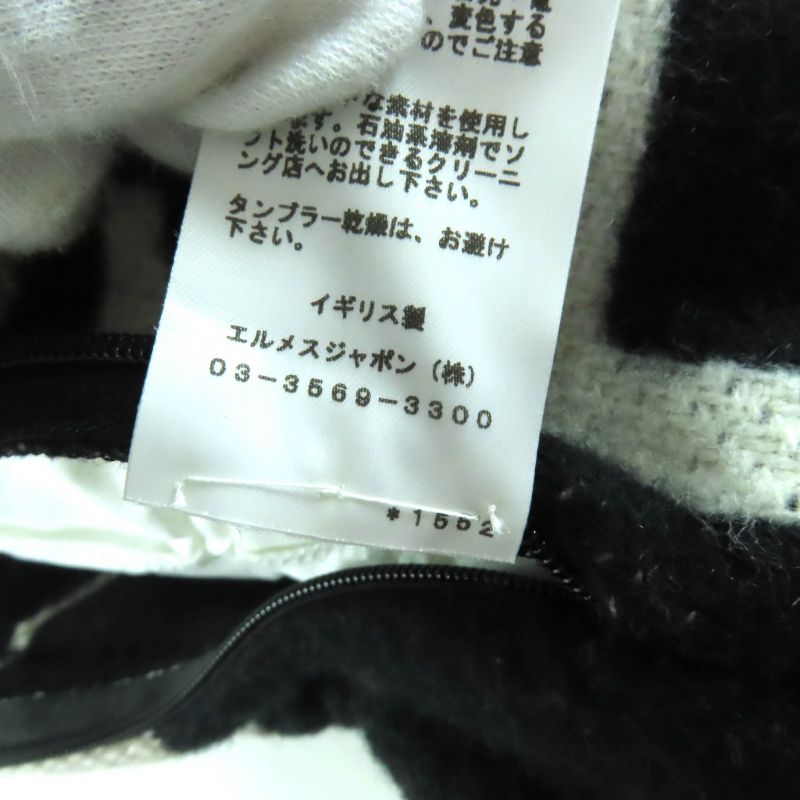 、変色する
のでご注意
な素材を使用し
ます。石油系溶剤でソ
フト洗いのできるクリーニ
ング店へお出し下さい。
タンブラー乾燥は、お避け
下さい。
イギリス製
エルメスジャポン（株）
03-3569-3300
*1552